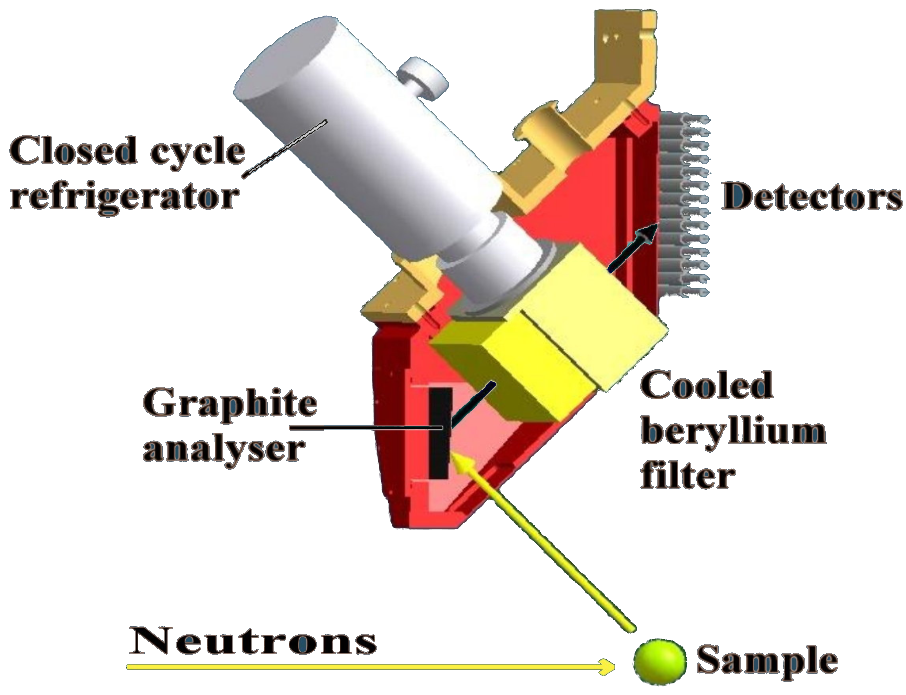 Closed cycle
refrigerator
Detectors
Graphite
analyser
Cooled
beryllium
filter
Neutrons
Sample